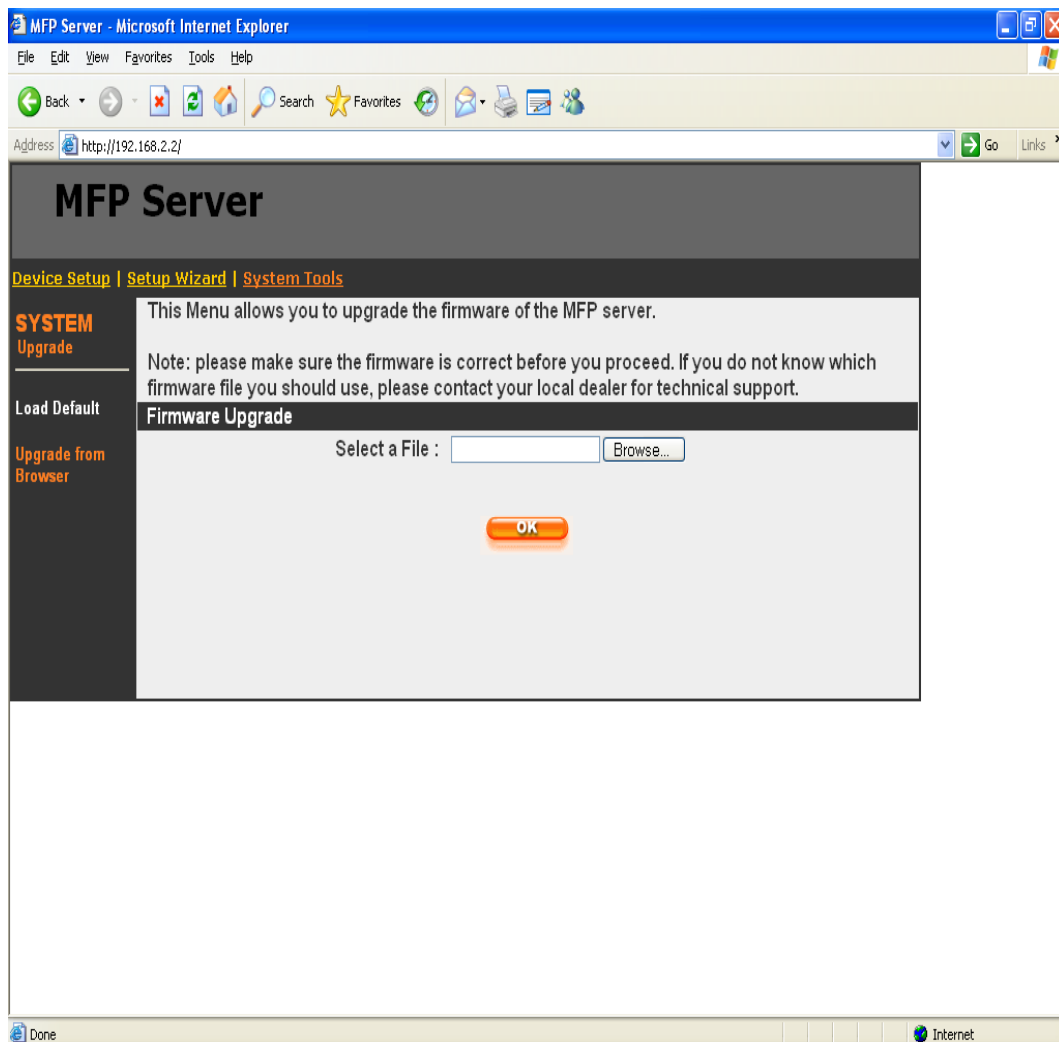 MFP Server - Microsoft Internet Explorer
File Edit View Favorites Tools Help
Back Search Favorites
Address http://192.168.2.2/ Go Links
MFP Server
Device Setup | Setup Wizard | System Tools
SYSTEM
Upgrade
Load Default
Upgrade from
Browser
This Menu allows you to upgrade the firmware of the MFP server.
Note: please make sure the firmware is correct before you proceed. If you do not know which
firmware file you should use, please contact your local dealer for technical support.
Firmware Upgrade
Select a File : Browse...
OK
Done Internet